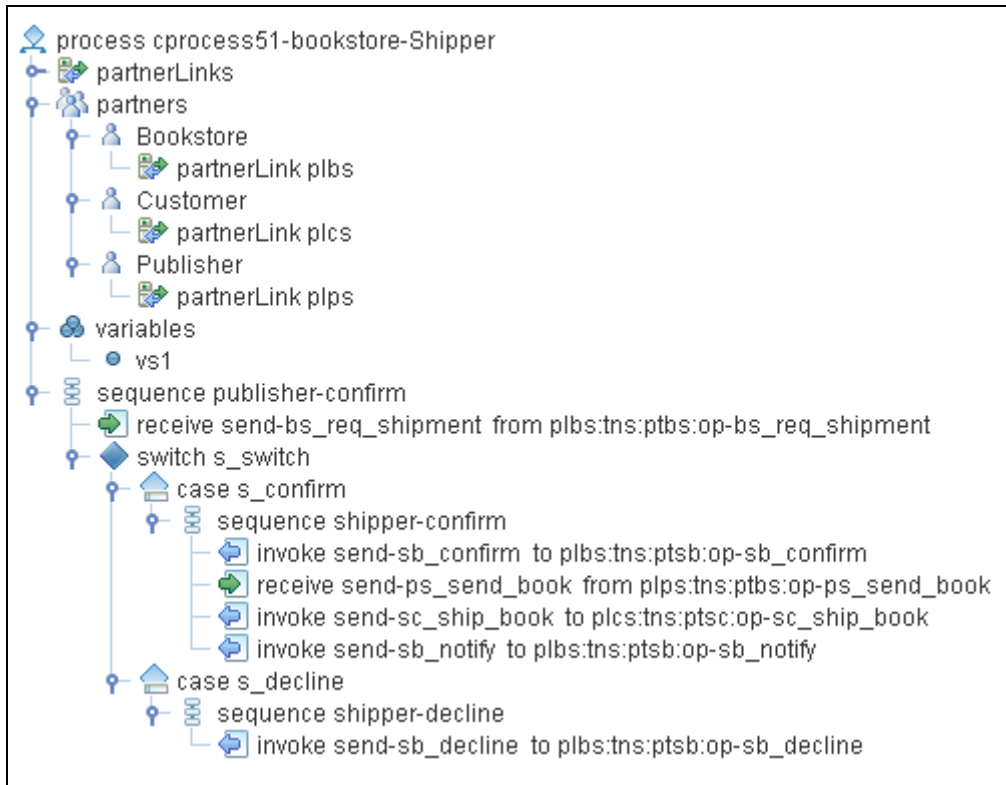 process cprocess51-bookstore-Shipper
partnerLinks
partners
Bookstore
partnerLink plbs
Customer
partnerLink plcs
Publisher
partnerLink plps
variables
vs1
sequence publisher-confirm
receive send-bs_req_shipment from plbs:tns:ptbs:op-bs_req_shipment
switch s_switch
case s_confirm
sequence shipper-confirm
invoke send-sb_confirm to plbs:tns:ptsb:op-sb_confirm
receive send-ps_send_book from plps:tns:ptbs:op-ps_send_book
invoke send-sc_ship_book to plcs:tns:ptsc:op-sc_ship_book
invoke send-sb_notify to plbs:tns:ptsb:op-sb_notify
case s_decline
sequence shipper-decline
invoke send-sb_decline to plbs:tns:ptsb:op-sb_decline